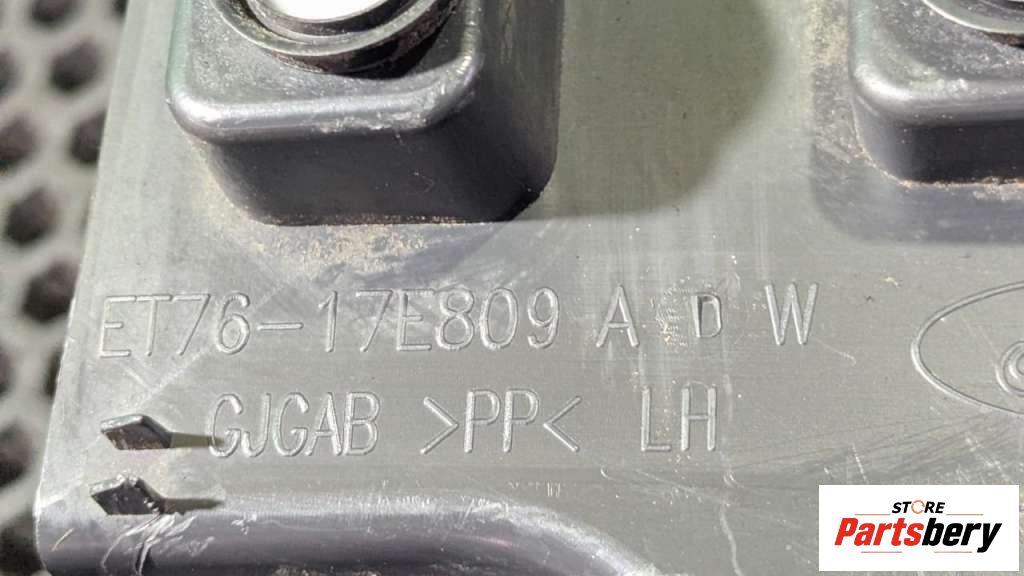 ET76-17E809 A D W
GJGAB >PP< LH
STORE
Partsbery